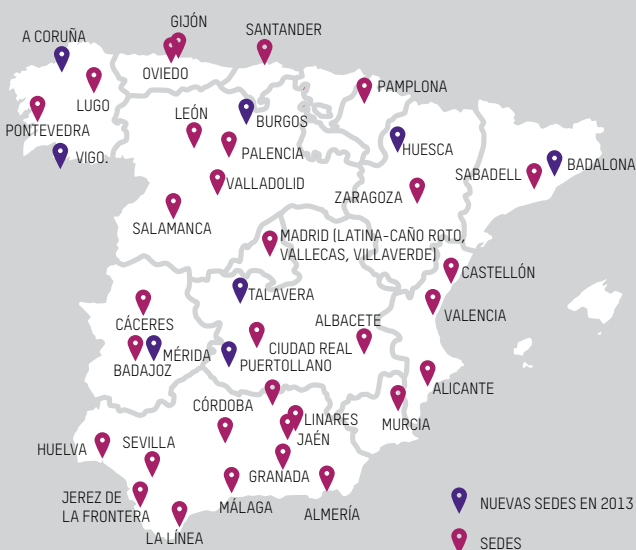 GIJÓN
SANTANDER
A CORUÑA
OVIEDO
PAMPLONA
LUGO
LEÓN
BURGOS
PONTEVEDRA
HUESCA
VIGO.
PALENCIA
BADALONA
SABADELL
VALLADOLID
ZARAGOZA
SALAMANCA
MADRID (LATINA-CAÑO ROTO,
VALLECAS, VILLAVERDE)
CASTELLÓN
TALAVERA
VALENCIA
CÁCERES
ALBACETE
CIUDAD REAL
MÉRIDA
PUERTOLLANO
BADAJOZ
ALICANTE
CÓRDOBA
LINARES
MURCIA
JAÉN
HUELVA
SEVILLA
GRANADA
JEREZ DE
LA FRONTERA
MÁLAGA
ALMERÍA
LA LÍNEA
NUEVAS SEDES EN 2013
SEDES